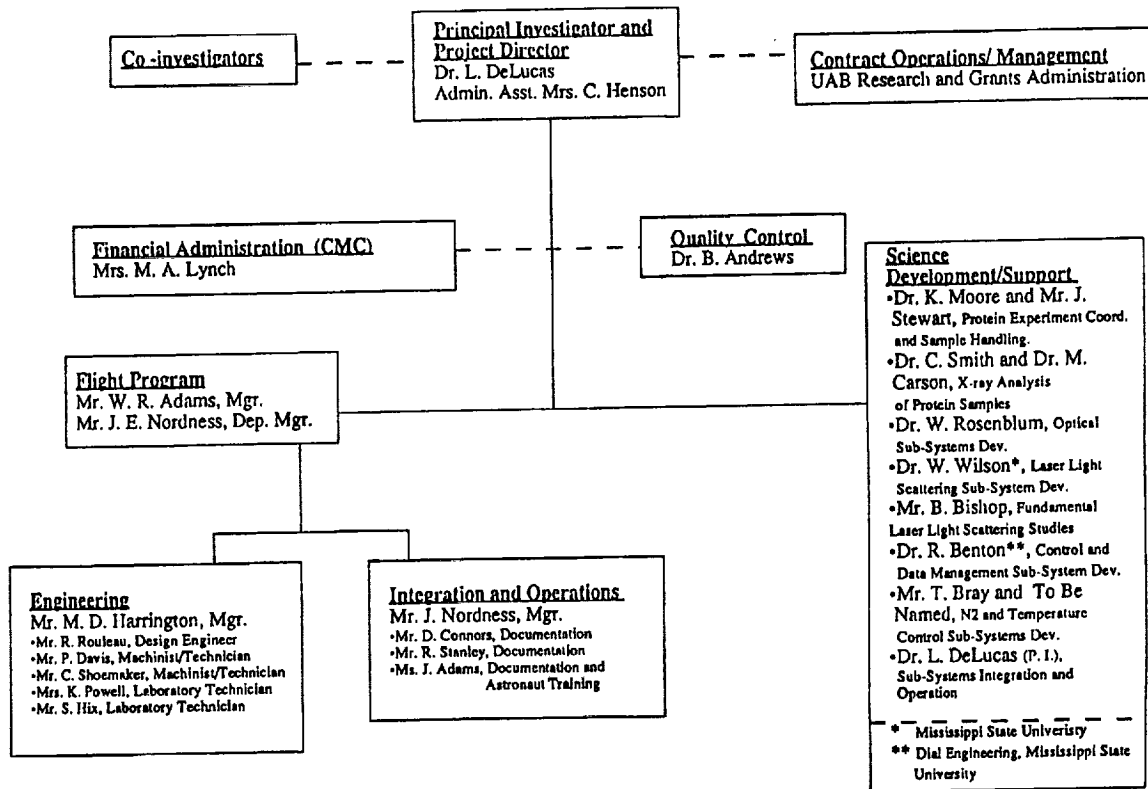 Co -investigators
Principal Investigator and
Project Director
Dr. L. DeLucas
Admin. Asst. Mrs. C. Henson
Contract Operations/ Management
UAB Research and Grants Administration
Financial Administration (CMC)
Mrs. M. A. Lynch
Quality Control
Dr. B. Andrews
Flight Program
Mr. W. R. Adams, Mgr.
Mr. J. E. Nordness, Dep. Mgr.
Engineering
Mr. M. D. Harrington, Mgr.
•Mr. R. Rouleau, Design Engineer
•Mr. P. Davis, Machinist/Technician
•Mr. C. Shoemaker, Machinist/Technician
•Mrs. K. Powell, Laboratory Technician
•Mr. S. Hix, Laboratory Technician
Integration and Operations
Mr. J. Nordness, Mgr.
•Mr. D. Connors, Documentation
•Mr. R. Stanley, Documentation
•Ms. J. Adams, Documentation and
Astronaut Training
Science
Development/Support
•Dr. K. Moore and Mr. J.
Stewart, Protein Experiment Coord.
and Sample Handling.
•Dr. C. Smith and Dr. M.
Carson, X-ray Analysis
of Protein Samples
•Dr. W. Rosenblum, Optical
Sub-Systems Dev.
•Dr. W. Wilson*, Laser Light
Scattering Sub-System Dev.
•Mr. B. Bishop, Fundamental
Laser Light Scattering Studies
•Dr. R. Benton**, Control and
Data Management Sub-System Dev.
•Mr. T. Bray and To Be
Named, N2 and Temperature
Control Sub-Systems Dev.
•Dr. L. DeLucas (P. I.),
Sub-Systems Integration and
Operation
* Mississippi State Univeristy
** Dial Engineering, Mississippi State
University